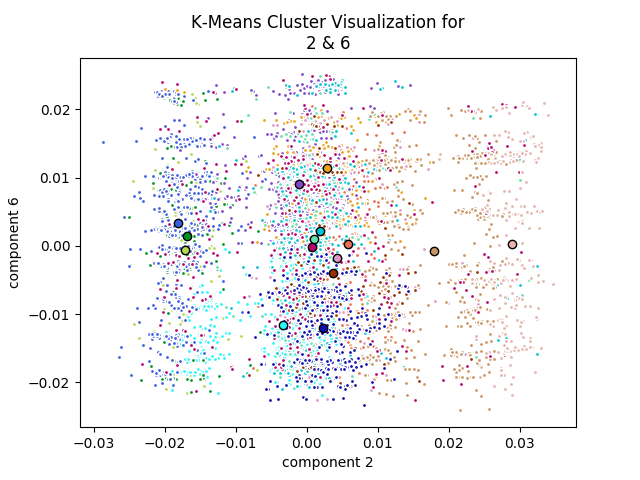 K-Means Cluster Visualization for
2 & 6
component 6
0.02
0.01
0.00
−0.01
−0.02
−0.03 −0.02 −0.01 0.00 0.01 0.02 0.03
component 2